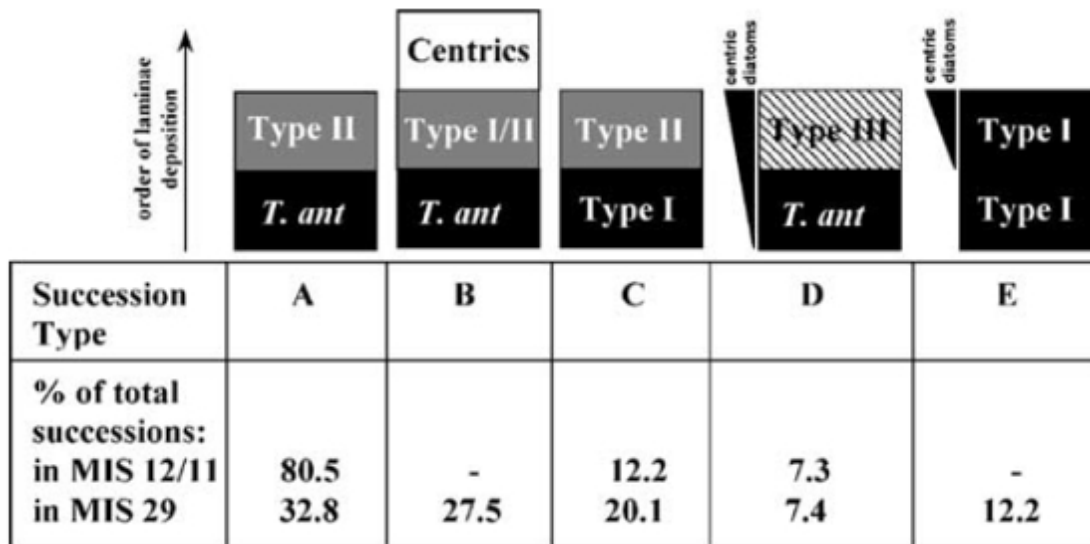 order of laminae
deposition
Centrics
Type II
T. ant
Type I/II
T. ant
Type II
Type I
centric
diatoms
Type III
T. ant
centric
diatoms
Type I
Type I
Succession
Type
A
B
C
D
E
% of total
successions:
in MIS 12/11
80.5
-
12.2
7.3
-
in MIS 29
32.8
27.5
20.1
7.4
12.2